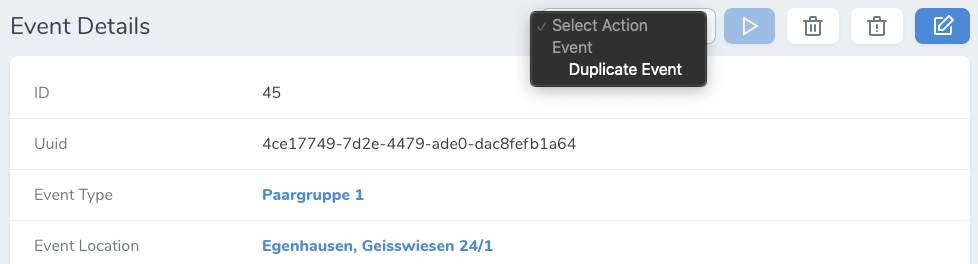 Event Details
Select Action
Event
Duplicate Event
ID 45
Uuid 4ce17749-7d2e-4479-ade0-dac8fefb1a64
Event Type Paargruppe 1
Event Location Egenhausen, Geisswiesen 24/1